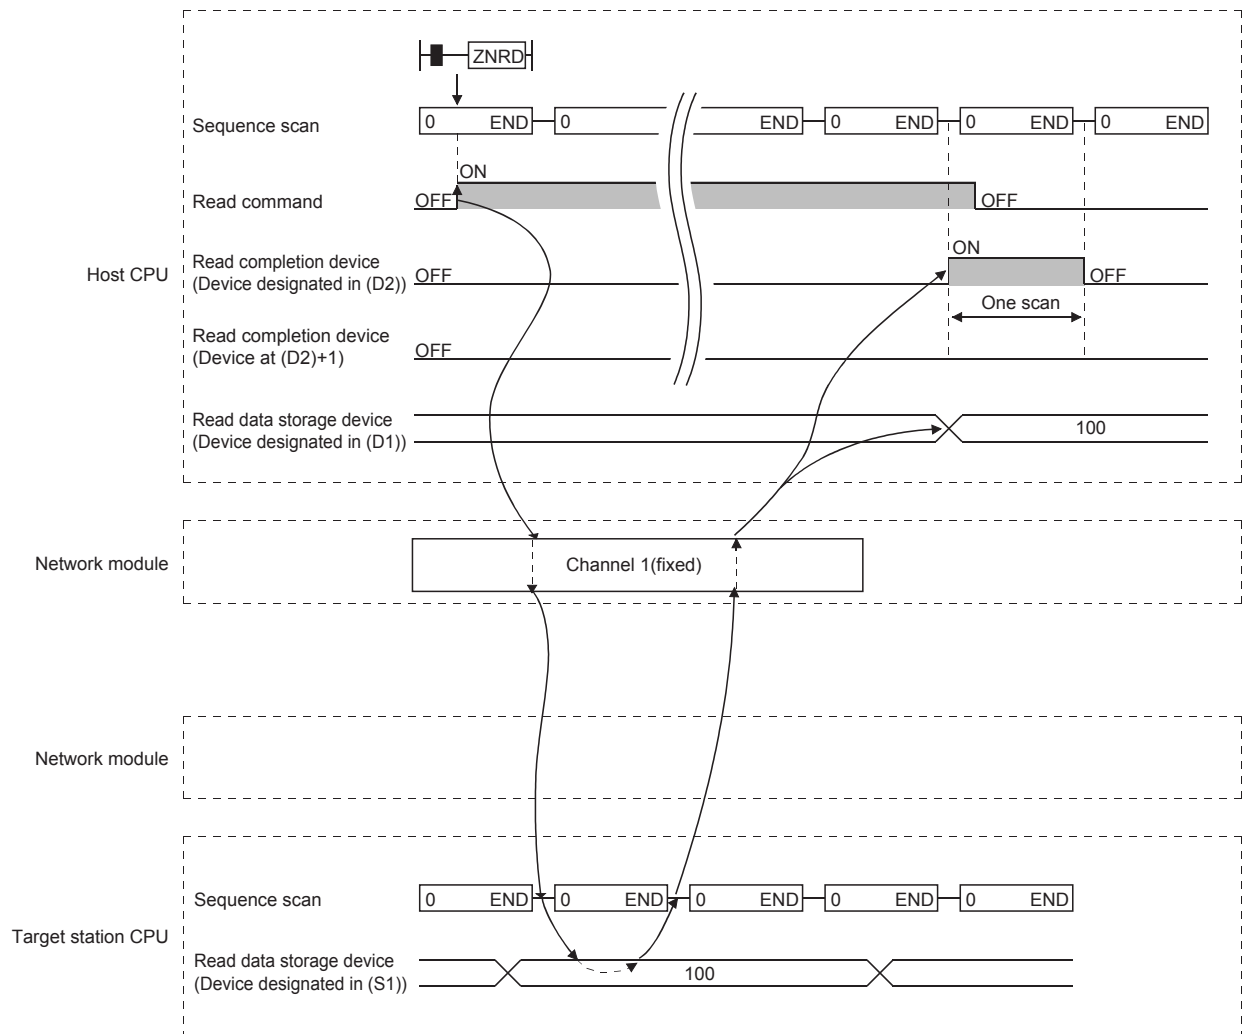 ZNRD
Sequence scan
0 END 0 END 0 END 0 END 0 END
ON
Read command
OFF OFF
ON
Host CPU
Read completion device
(Device designated in (D2))
OFF OFF
One scan
Read completion device
(Device at (D2)+1)
OFF
Read data storage device
(Device designated in (D1))
100
Network module
Channel 1(fixed)
Network module
Sequence scan
0 END 0 END 0 END 0 END 0 END
Target station CPU
Read data storage device
(Device designated in (S1))
100